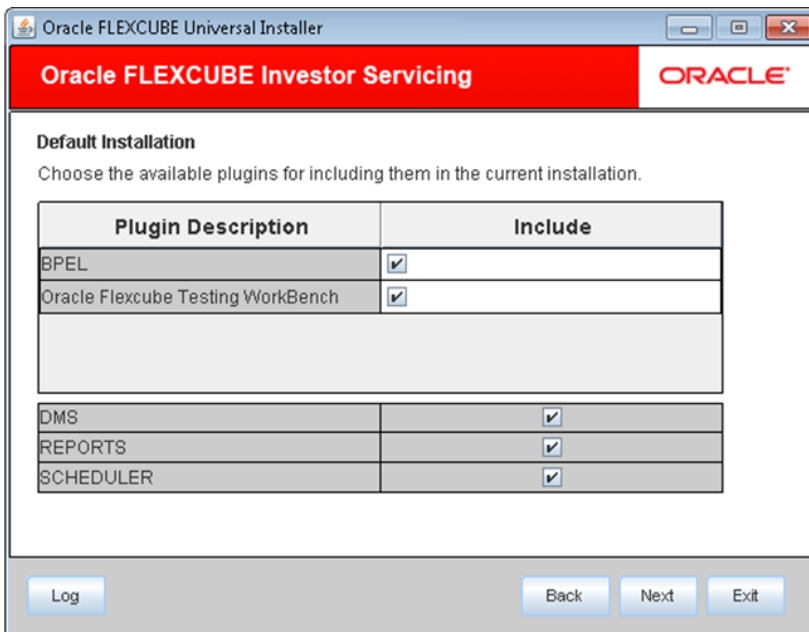 Oracle FLEXCUBE Universal Installer
Oracle FLEXCUBE Investor Servicing
ORACLE
Default Installation
Choose the available plugins for including them in the current installation.
Plugin Description Include
BPEL
Oracle Flexcube Testing WorkBench
DMS
REPORTS
SCHEDULER
Log Back Next Exit